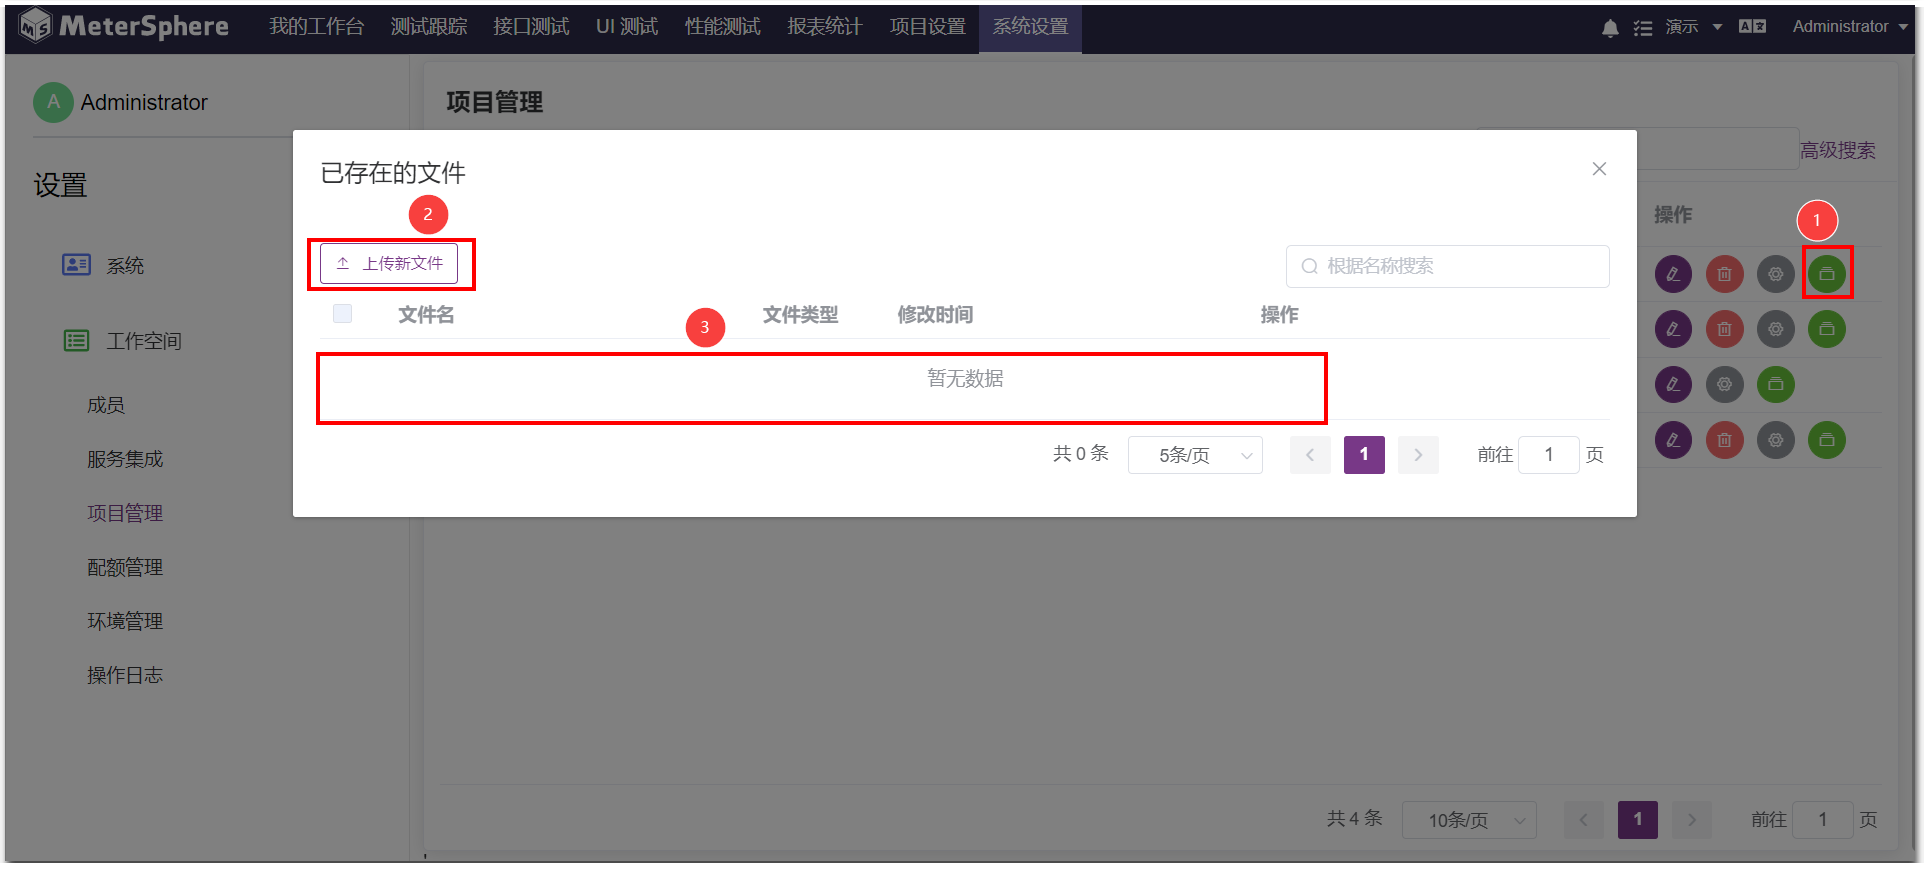 MeterSphere 我的工作台 测试跟踪 接口测试 UI 测试 性能测试 报表统计 项目设置 系统设置 演示 Administrator
A Administrator
项目管理
高级搜索
设置
已存在的文件
操作
1
2
上传新文件
根据名称搜索
系统
文件名 文件类型 修改时间 操作
3
工作空间
暂无数据
成员
共 0 条 5条/页 1 前往 1 页
服务集成
项目管理
配额管理
环境管理
操作日志
共 4 条 10条/页 1 前往 1 页